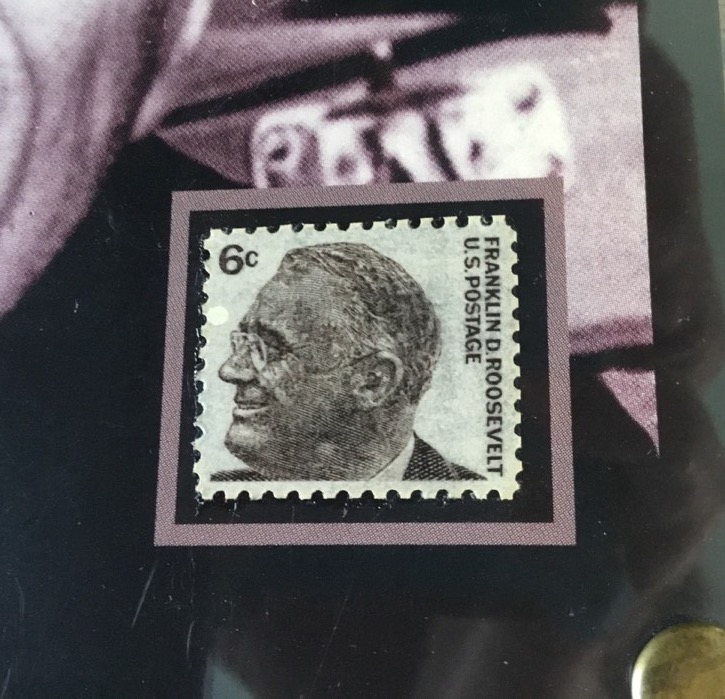 6c
FRANKLIN D. ROOSEVELT
U.S. POSTAGE